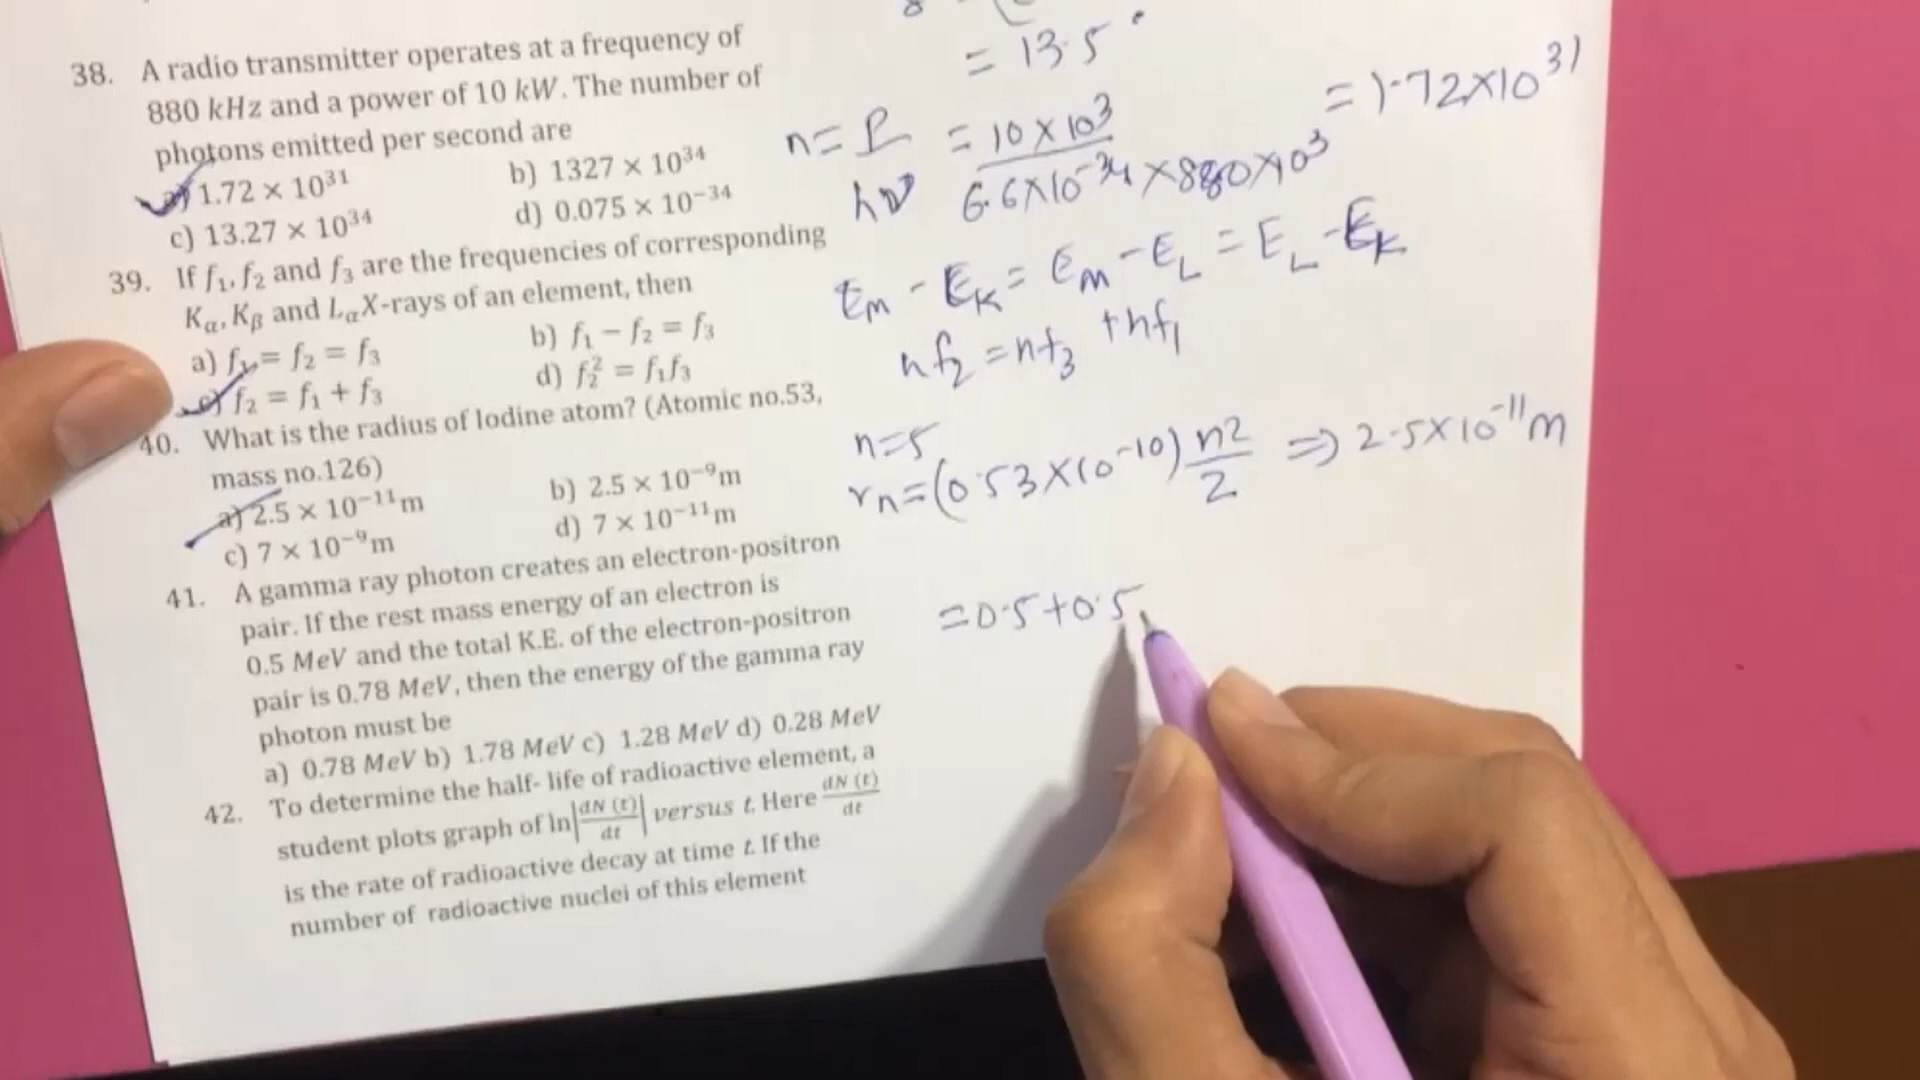 38. A radio transmitter operates at a frequency of
880 kHz and a power of 10 kW. The number of
photons emitted per second are
a) 1.72 × 10³¹ b) 1327 × 10³⁴
c) 13.27 × 10³⁴ d) 0.075 × 10⁻³⁴
39. If f₁, f₂ and f₃ are the frequencies of corresponding
Kα, Kβ and Lα X-rays of an element, then
a) f₁ = f₂ = f₃ b) f₁ − f₂ = f₃
c) f₂ = f₁ + f₃ d) f₂² = f₁f₃
40. What is the radius of Iodine atom? (Atomic no.53,
mass no.126)
a) 2.5 × 10⁻¹¹m b) 2.5 × 10⁻⁹m
c) 7 × 10⁻⁹m d) 7 × 10⁻¹¹m
41. A gamma ray photon creates an electron-positron
pair. If the rest mass energy of an electron is
0.5 MeV and the total K.E. of the electron-positron
pair is 0.78 MeV, then the energy of the gamma ray
photon must be
a) 0.78 MeV b) 1.78 MeV c) 1.28 MeV d) 0.28 MeV
42. To determine the half- life of radioactive element, a
student plots graph of ln|dN (t)/dt| versus t. Here dN (t)/dt
is the rate of radioactive decay at time t. If the
number of radioactive nuclei of this element
= 13.5
n = P/hν = 10 × 10³/6.6×10⁻³⁴ × 880×10³ = 1.72×10³¹
Em - EK = Em - EL = EL - EK
hf₂ = hf₃ + hf₁
n=5
rn = (0.53×10⁻¹⁰) n²/2 ⇒ 2.5×10⁻¹¹m
= 0.5+0.5